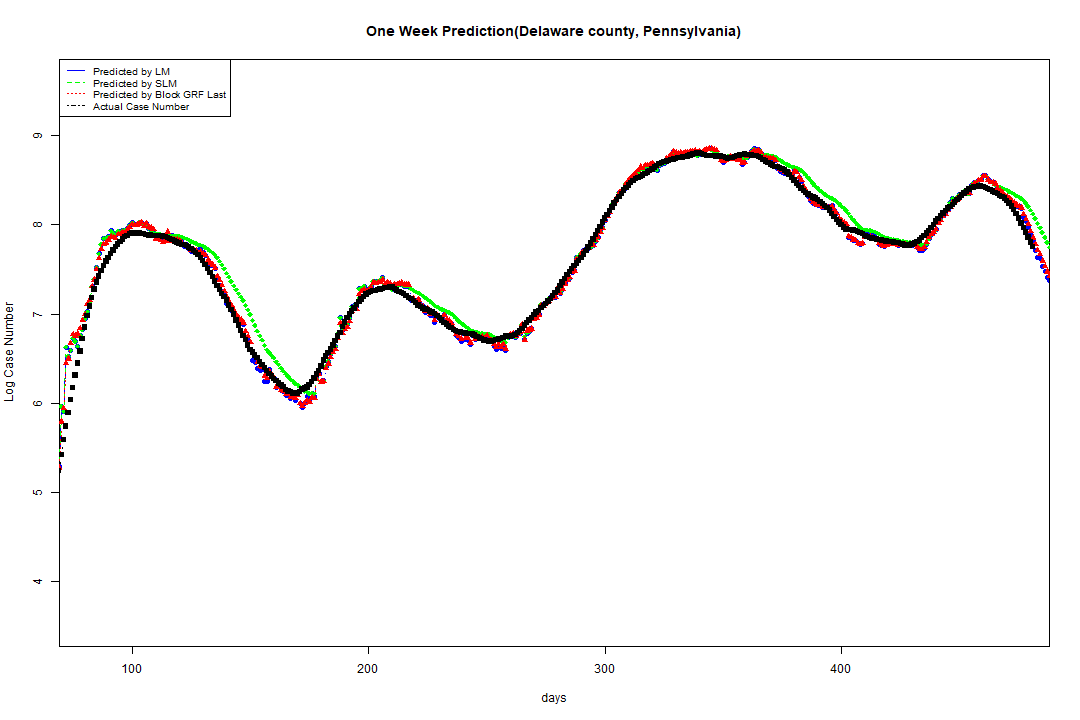 One Week Prediction(Delaware county, Pennsylvania)
Predicted by LM
Predicted by SLM
Predicted by Block GRF Last
Actual Case Number
9
8
7
6
5
4
Log Case Number
100 200 300 400
days